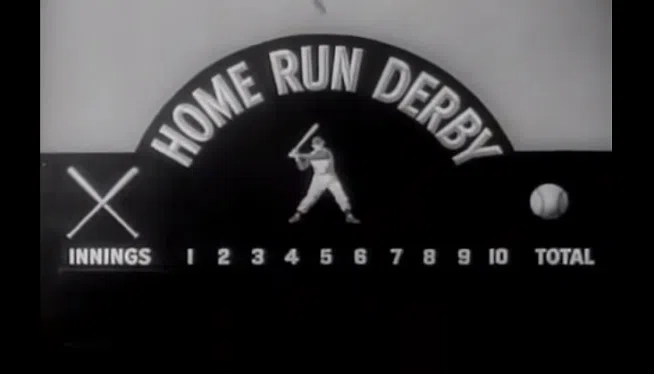 HOME RUN DERBY
INNINGS 1 2 3 4 5 6 7 8 9 10 TOTAL